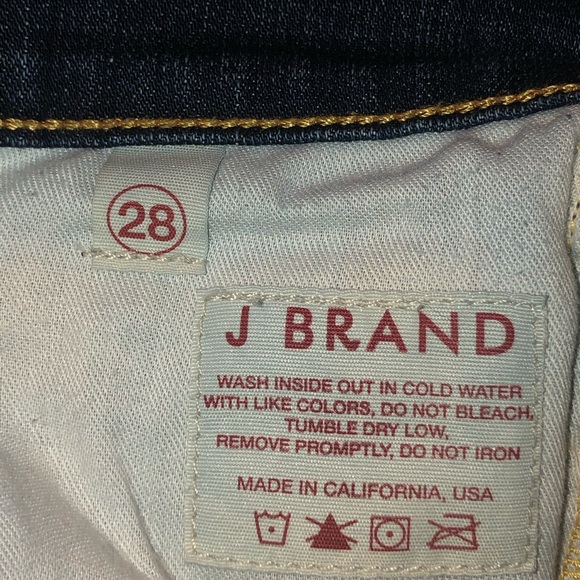 28
J BRAND
WASH INSIDE OUT IN COLD WATER
WITH LIKE COLORS, DO NOT BLEACH,
TUMBLE DRY LOW,
REMOVE PROMPTLY, DO NOT IRON
MADE IN CALIFORNIA, USA